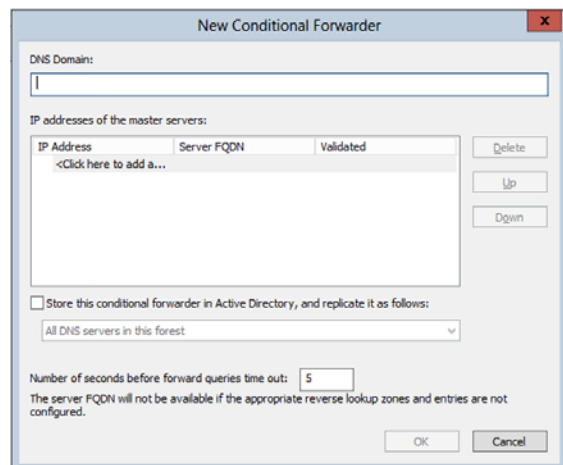 New Conditional Forwarder
x
DNS Domain:
IP addresses of the master servers:
IP Address Server FQDN Validated
<Click here to add a...
Delete
Up
Down
Store this conditional forwarder in Active Directory, and replicate it as follows:
All DNS servers in this forest
Number of seconds before forward queries time out: 5
The server FQDN will not be available if the appropriate reverse lookup zones and entries are not
configured.
OK Cancel